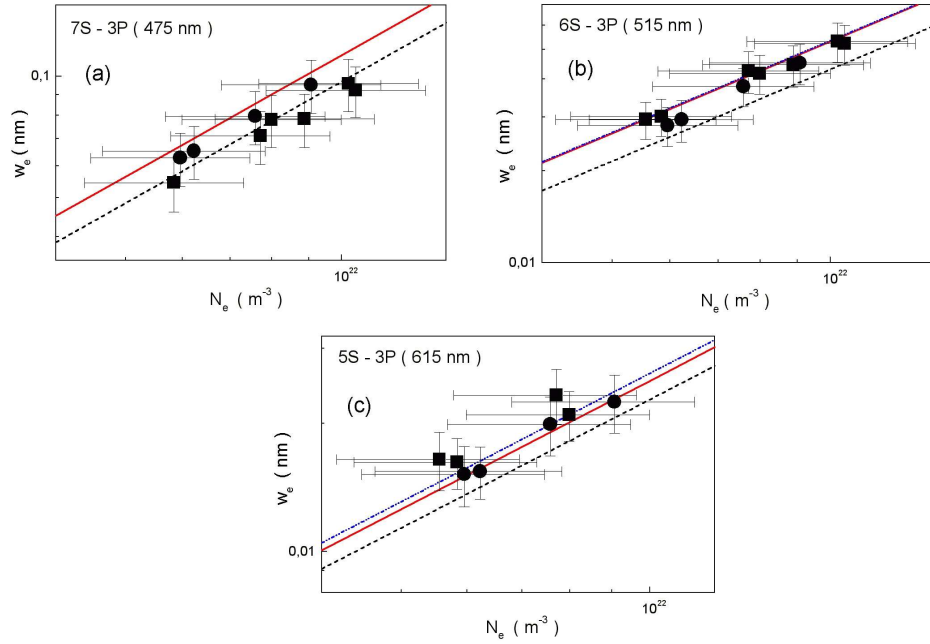 7S - 3P ( 475 nm )
(a)
0,1
w_e ( nm )
10^22
N_e ( m^-3 )
6S - 3P ( 515 nm )
(b)
w_e ( nm )
0,01
10^22
N_e ( m^-3 )
5S - 3P ( 615 nm )
(c)
w_e ( nm )
0,01
10^22
N_e ( m^-3 )